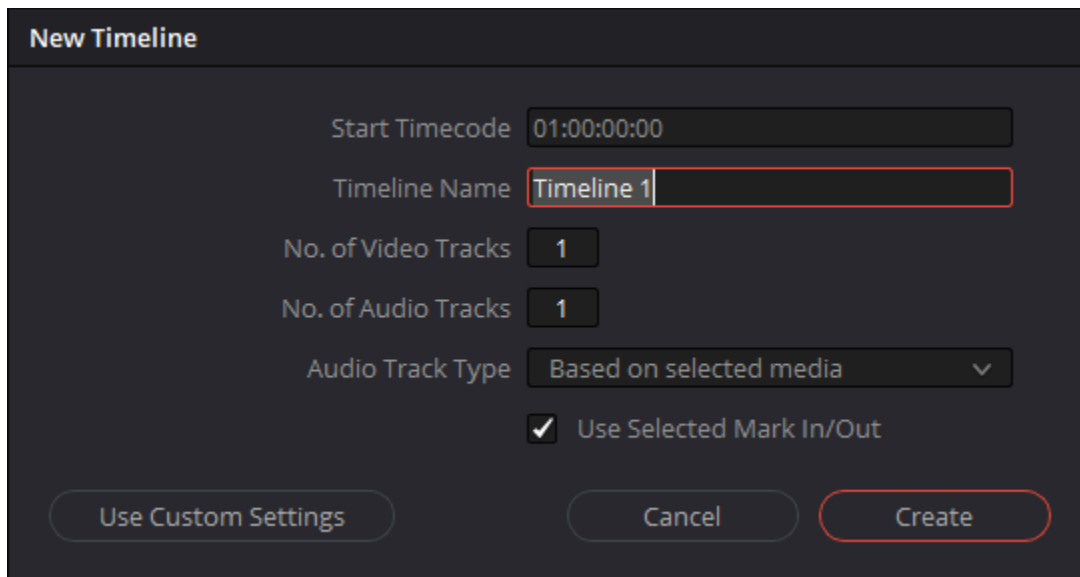 New Timeline
Start Timecode 01:00:00:00
Timeline Name Timeline 1
No. of Video Tracks 1
No. of Audio Tracks 1
Audio Track Type Based on selected media
Use Selected Mark In/Out
Use Custom Settings Cancel Create